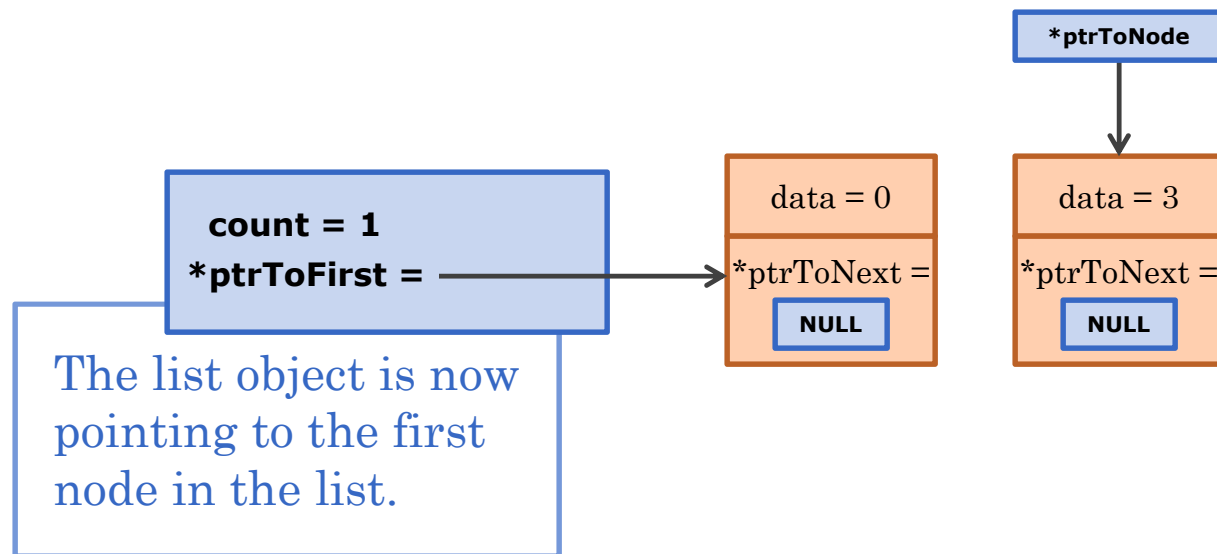 *ptrToNode
count = 1
*ptrToFirst =
data = 0
*ptrToNext =
NULL
data = 3
*ptrToNext =
NULL
The list object is now
pointing to the first
node in the list.